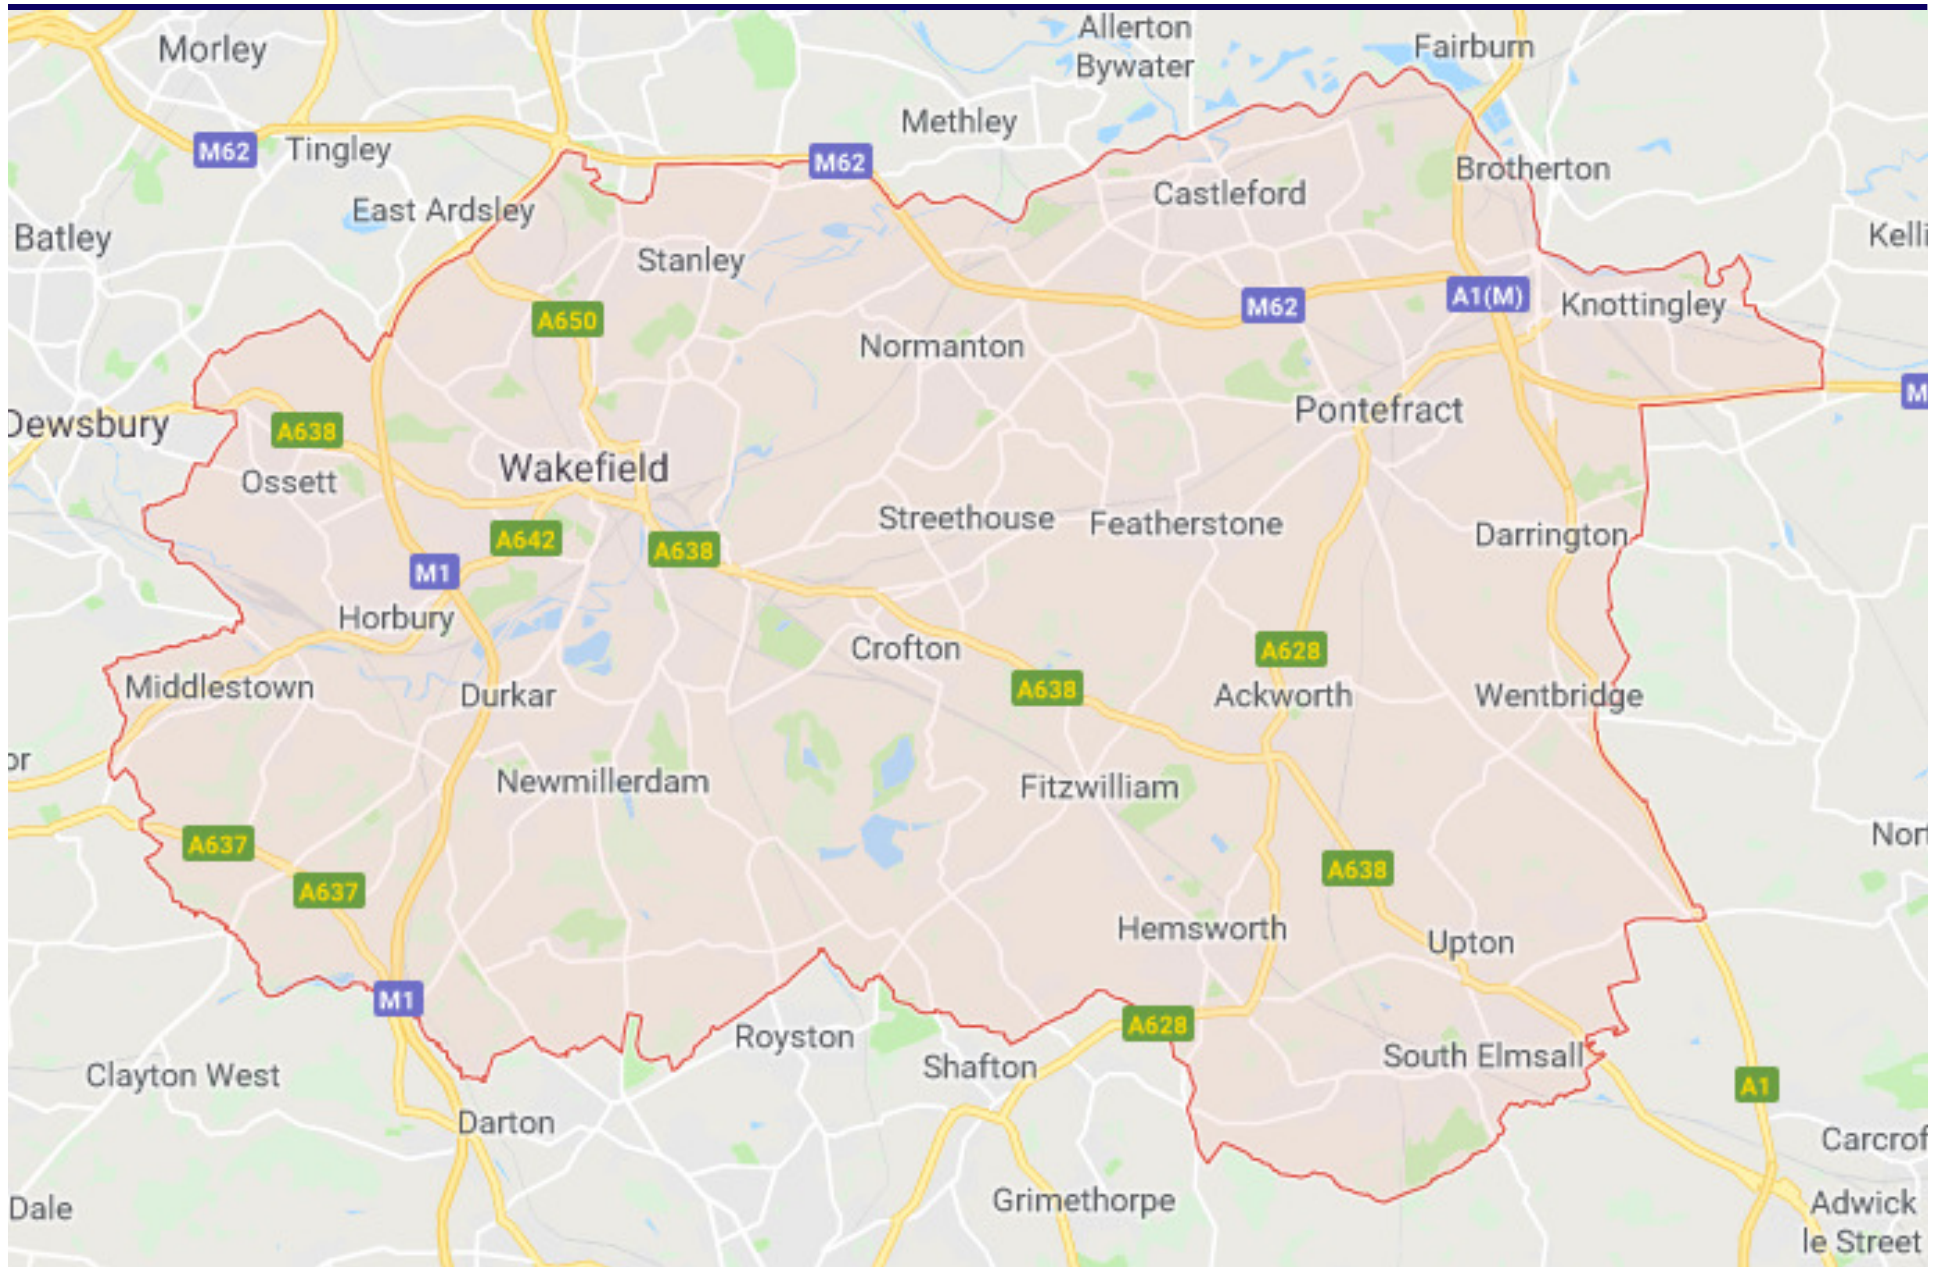 Allerton
Bywater
Fairburn
Morley
Methley
M62
Tingley
M62
Brotherton
Castleford
East Ardsley
Batley
Kelli
Stanley
A1(M)
M62
Knottingley
A650
Normanton
M
Pontefract
Dewsbury
A638
Wakefield
Ossett
Streethouse
Featherstone
Darrington
A642
A638
M1
Horbury
Crofton
A628
Middlestown
Durkar
A638
Ackworth
Wentbridge
or
Newmillerdam
Fitzwilliam
Nort
A637
A638
A637
Hemsworth
Upton
M1
A628
Royston
South Elmsall
Shafton
Clayton West
A1
Darton
Carcrof
Grimethorpe
Dale
Adwick
le Street